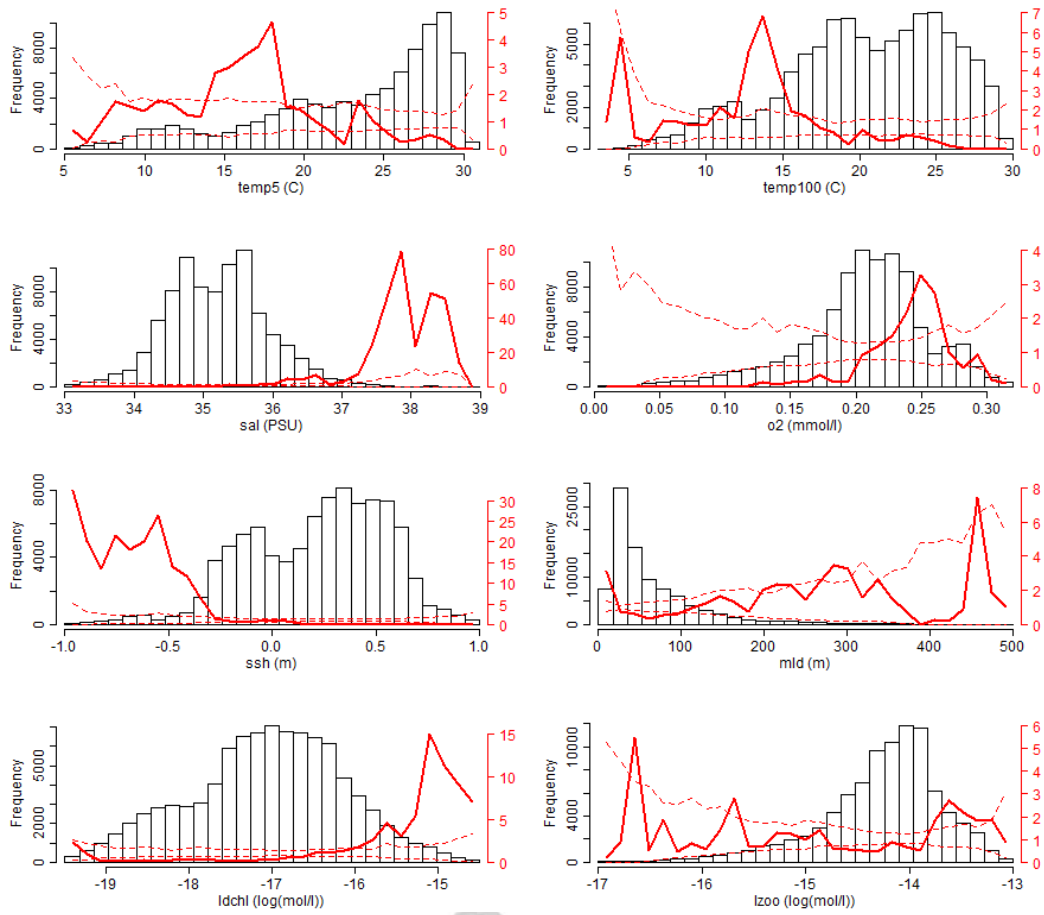 Frequency
0 4000 8000
0 1 2 3 4 5
5 10 15 20 25 30
temp5 (C)
Frequency
0 2000 5000
0 1 2 3 4 5 6 7
5 10 15 20 25 30
temp100 (C)
Frequency
0 4000 8000
0 20 40 60 80
33 34 35 36 37 38 39
sal (PSU)
Frequency
0 4000 8000
0 1 2 3 4
0.00 0.05 0.10 0.15 0.20 0.25 0.30
o2 (mmol/l)
Frequency
0 4000 8000
0 5 10 15 20 25 30
-1.0 -0.5 0.0 0.5 1.0
ssh (m)
Frequency
0 10000 25000
0 2 4 6 8
0 100 200 300 400 500
mld (m)
Frequency
0 2000 5000
0 5 10 15
-19 -18 -17 -16 -15
ldchl (log(mol/l))
Frequency
0 4000 10000
0 1 2 3 4 5 6
-17 -16 -15 -14 -13
lzoo (log(mol/l))